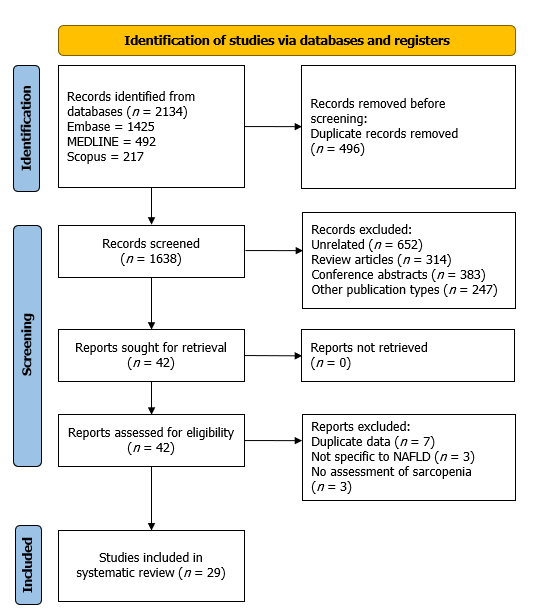 Identification of studies via databases and registers
Identification
Records identified from
databases (n = 2134)
Embase = 1425
MEDLINE = 492
Scopus = 217
Records removed before
screening:
Duplicate records removed
(n = 496)
Screening
Records screened
(n = 1638)
Records excluded:
Unrelated (n = 652)
Review articles (n = 314)
Conference abstracts (n = 383)
Other publication types (n = 247)
Reports sought for retrieval
(n = 42)
Reports not retrieved
(n = 0)
Reports assessed for eligibility
(n = 42)
Reports excluded:
Duplicate data (n = 7)
Not specific to NAFLD (n = 3)
No assessment of sarcopenia
(n = 3)
Included
Studies included in
systematic review (n = 29)